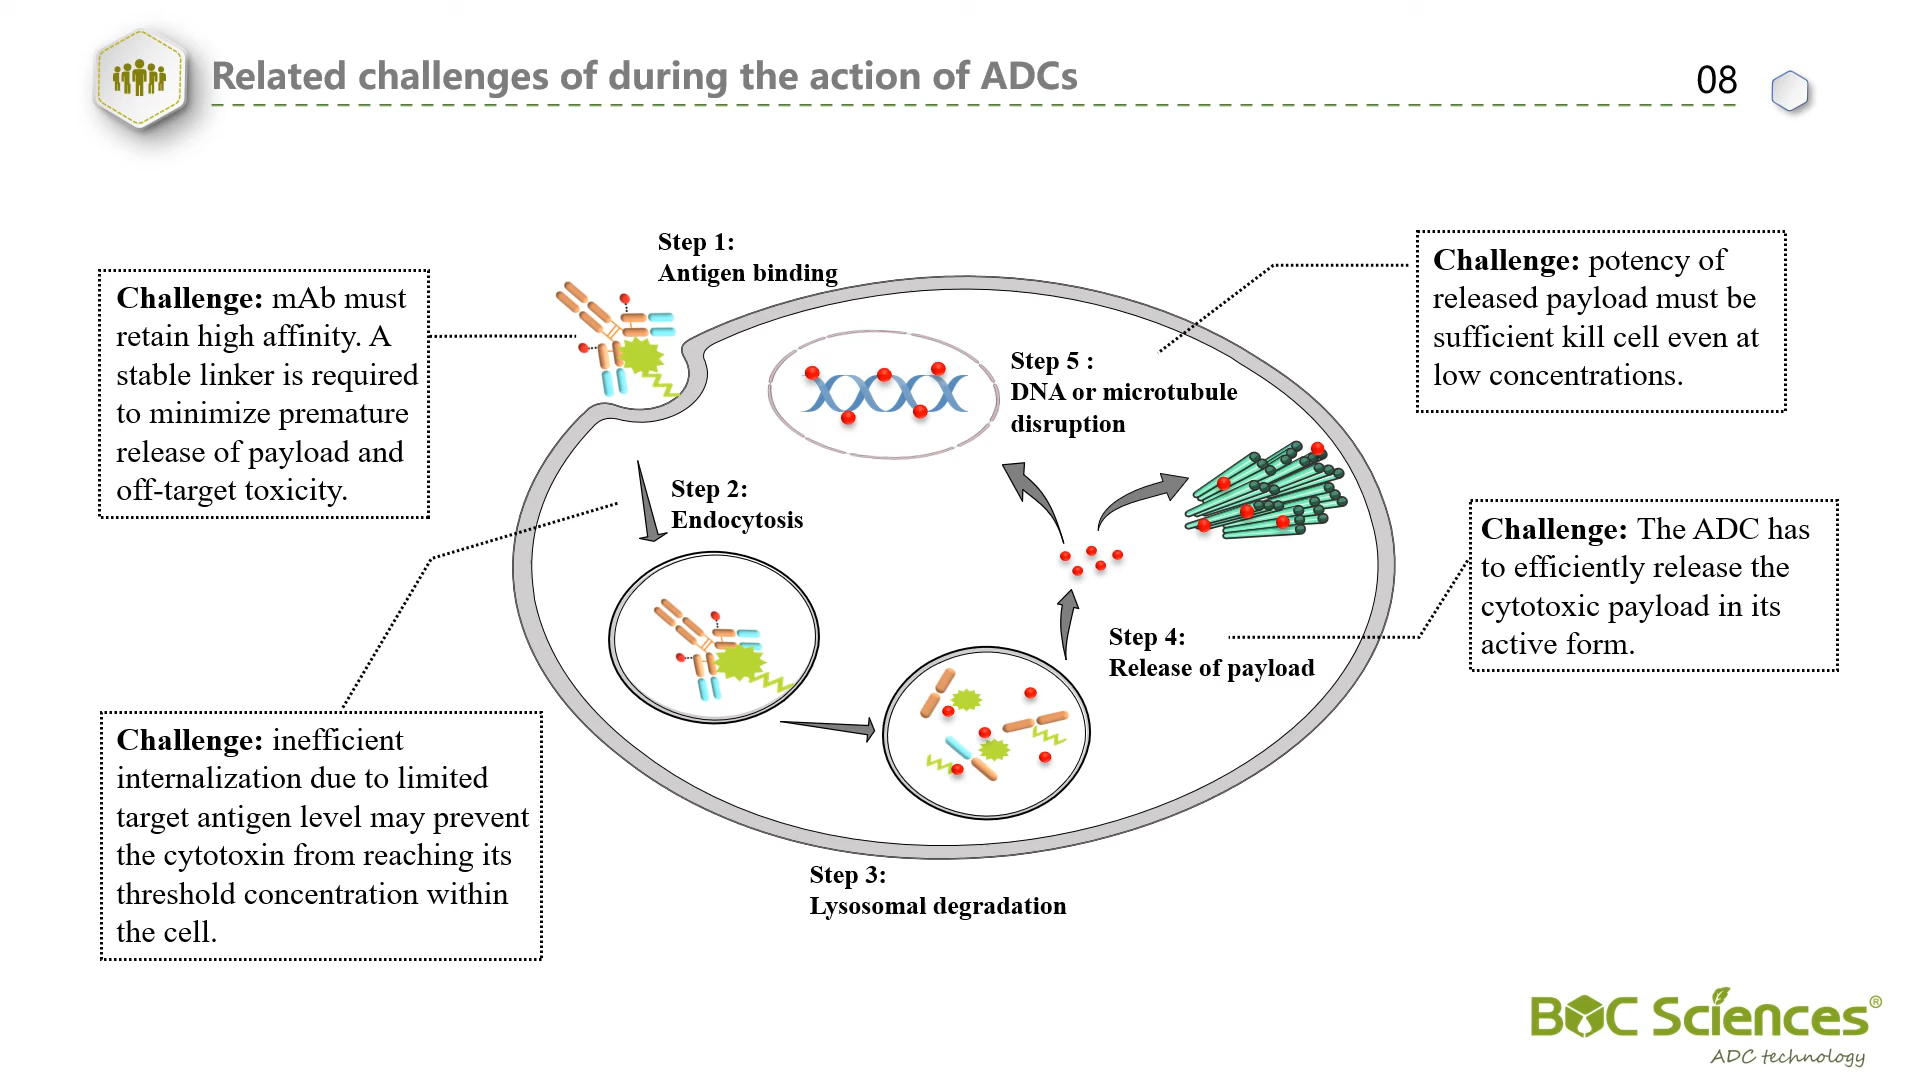 Related challenges of during the action of ADCs
08
Step 1:
Antigen binding
Challenge: mAb must
retain high affinity. A
stable linker is required
to minimize premature
release of payload and
off-target toxicity.
Challenge: potency of
released payload must be
sufficient kill cell even at
low concentrations.
Step 5 :
DNA or microtubule
disruption
Step 2:
Endocytosis
Challenge: The ADC has
to efficiently release the
cytotoxic payload in its
active form.
Step 4:
Release of payload
Challenge: inefficient
internalization due to limited
target antigen level may prevent
the cytotoxin from reaching its
threshold concentration within
the cell.
Step 3:
Lysosomal degradation
BOC Sciences®
ADC technology